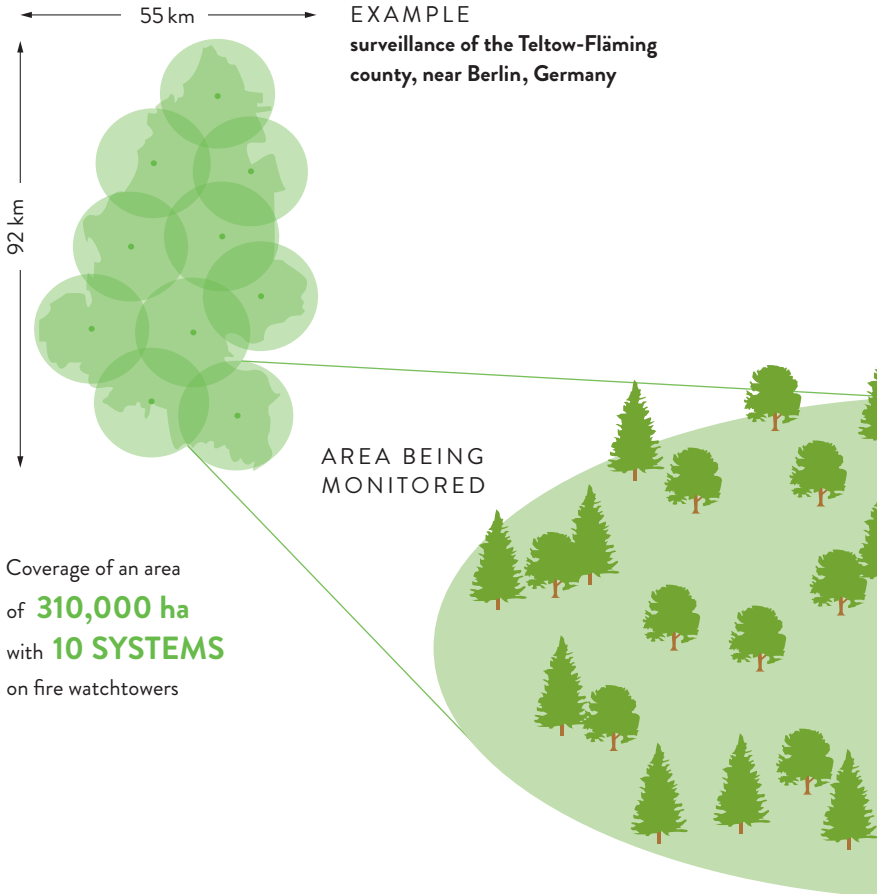 55 km
EXAMPLE
surveillance of the Teltow-Fläming
county, near Berlin, Germany
92 km
AREA BEING
MONITORED
Coverage of an area
of 310,000 ha
with 10 SYSTEMS
on fire watchtowers